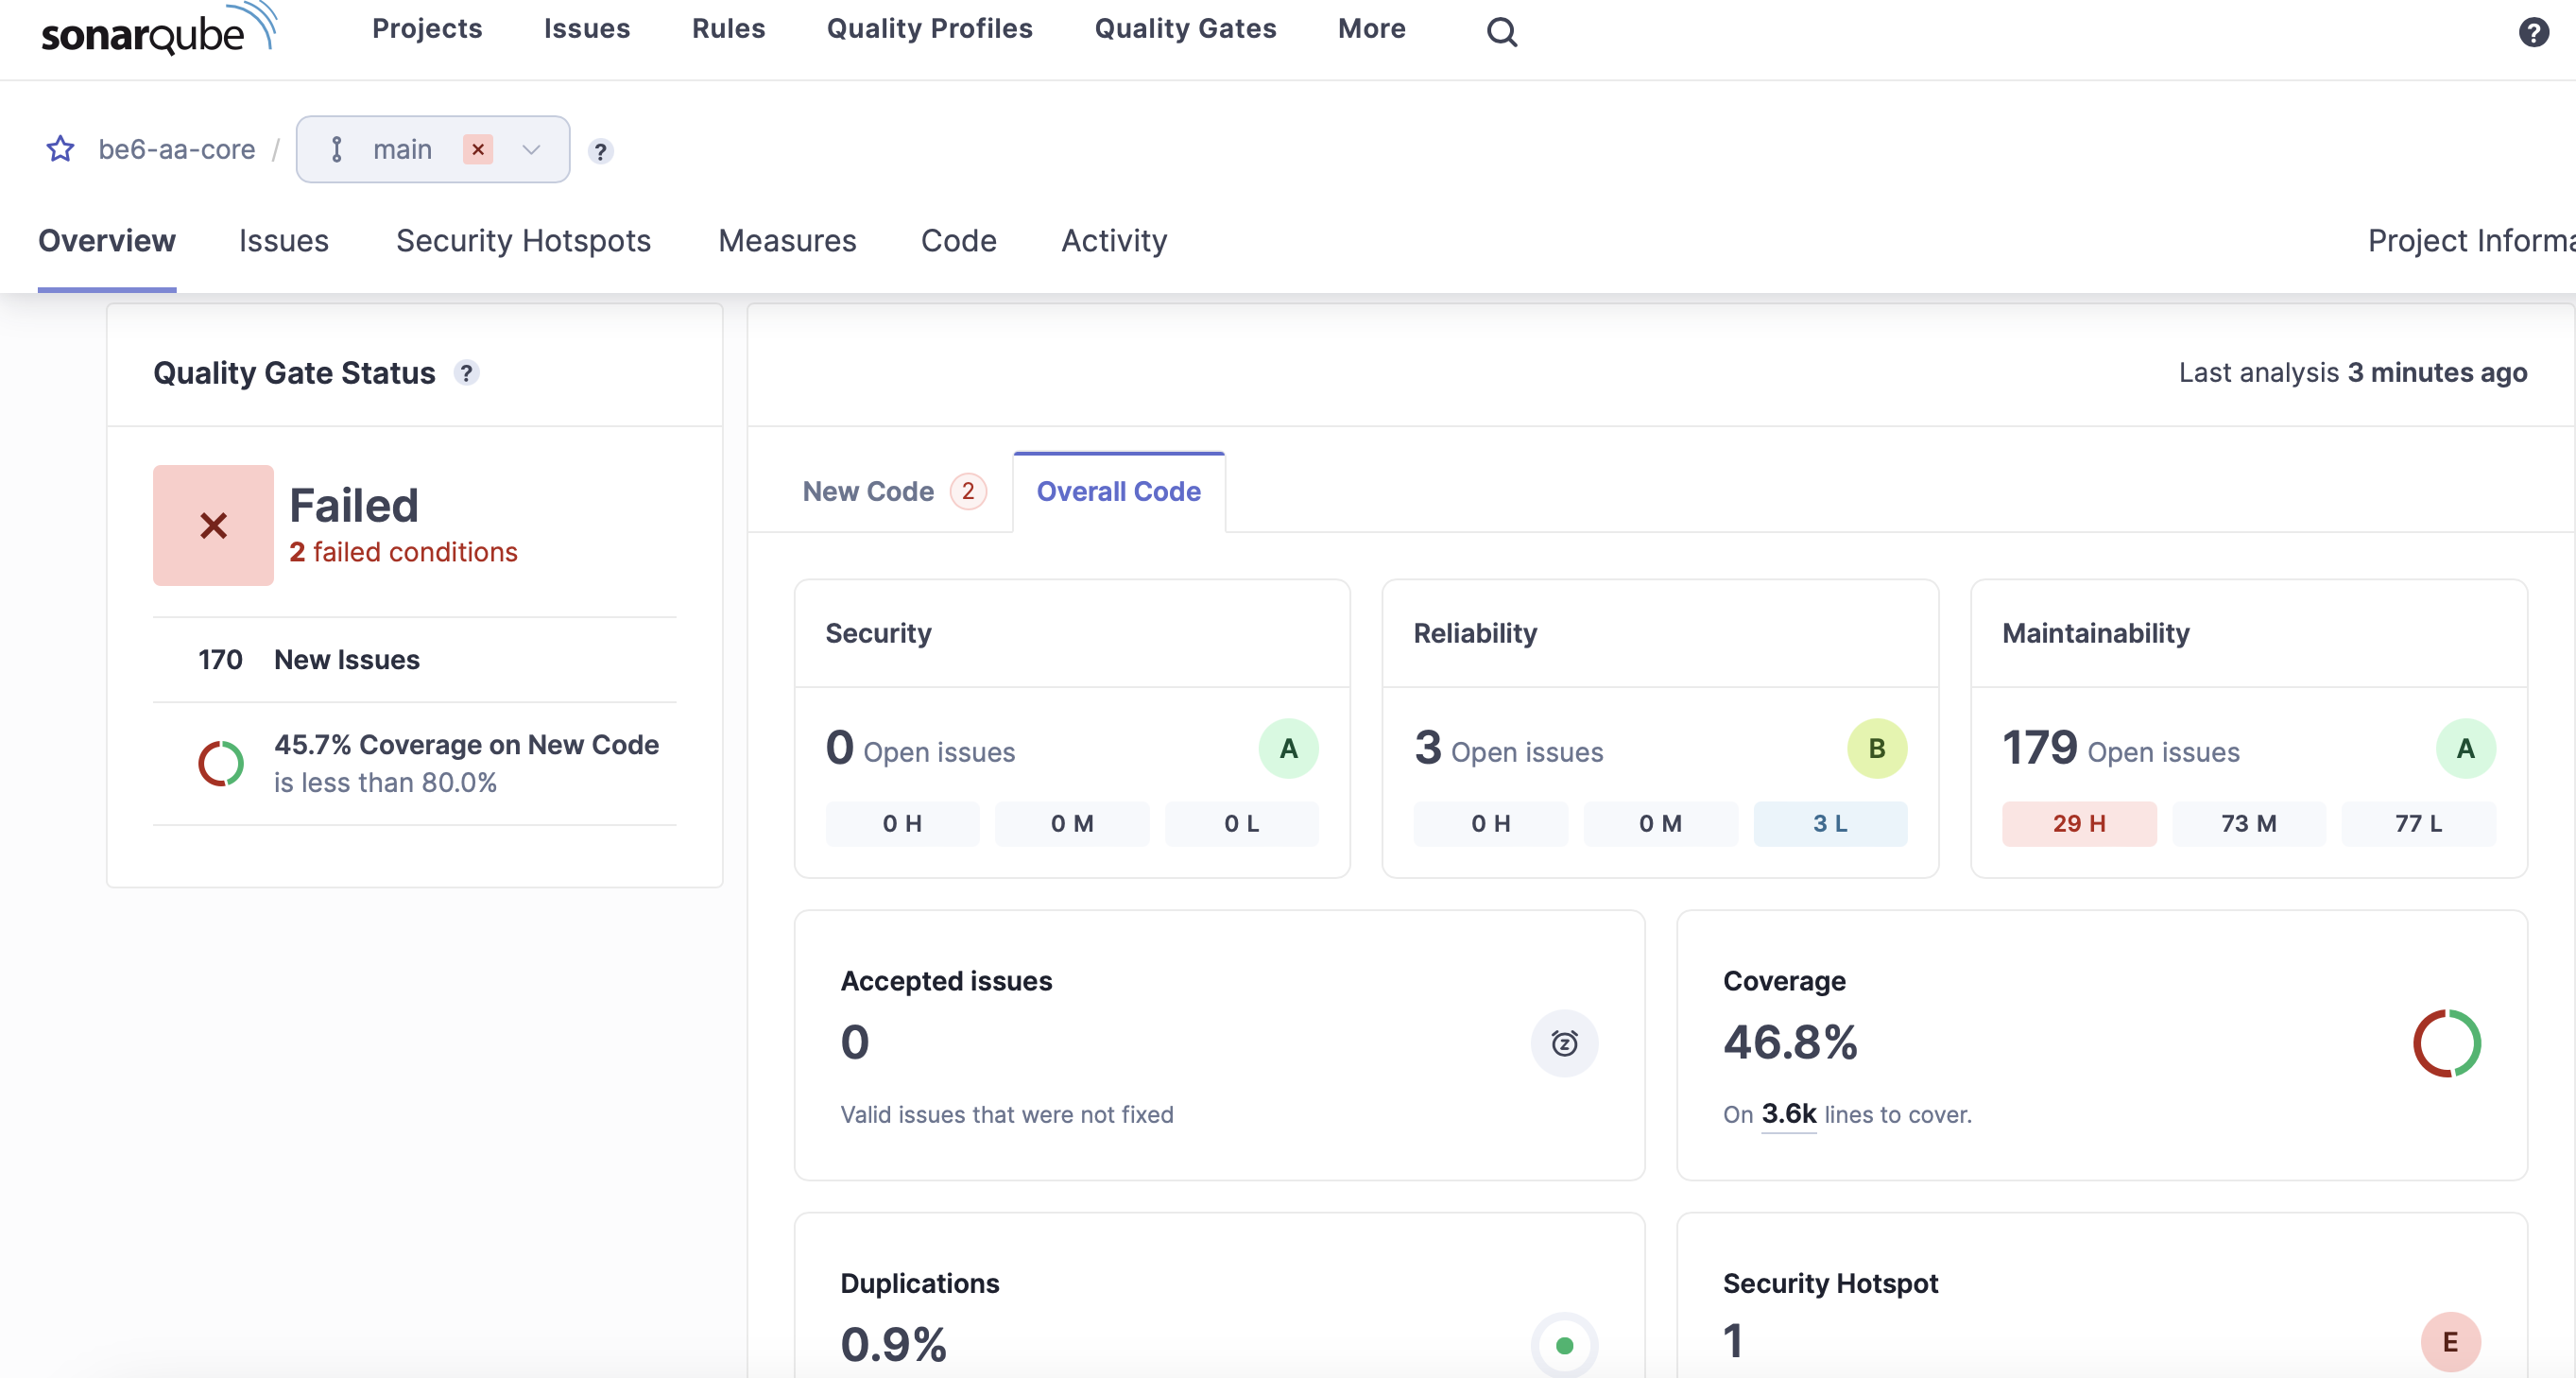 sonarqube
Projects Issues Rules Quality Profiles Quality Gates More ?
be6-aa-core / main ?
Overview Issues Security Hotspots Measures Code Activity Project Informa
Quality Gate Status ?
Last analysis 3 minutes ago
Failed
2 failed conditions
170 New Issues
45.7% Coverage on New Code
is less than 80.0%
New Code 2 Overall Code
Security
0 Open issues A
0 H 0 M 0 L
Reliability
3 Open issues B
0 H 0 M 3 L
Maintainability
179 Open issues A
29 H 73 M 77 L
Accepted issues
0
Valid issues that were not fixed
Coverage
46.8%
On 3.6k lines to cover.
Duplications
0.9%
Security Hotspot
1 E